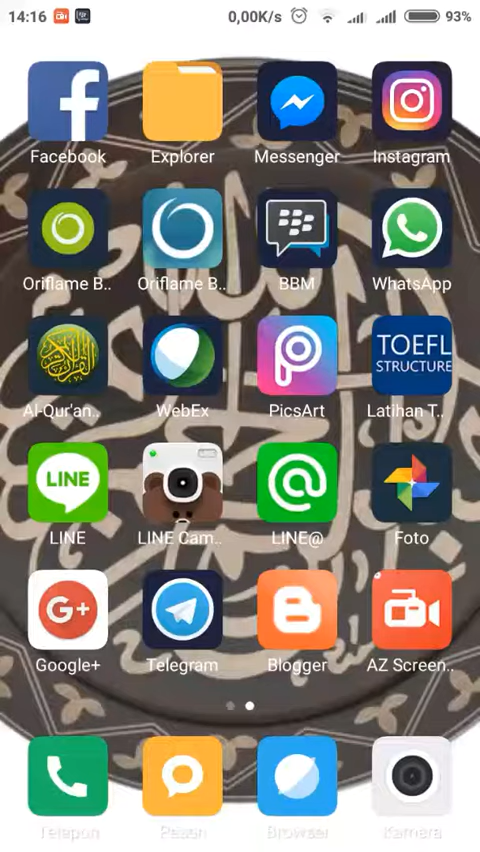 14:16 0,00K/s 93%
Facebook Explorer Messenger Instagram
Oriflame B.. Oriflame B.. BBM WhatsApp
TOEFL
STRUCTURE
Al-Qur'an.. WebEx PicsArt Latihan T..
LINE
LINE LINE Cam.. LINE@ Foto
G+
Google+ Telegram Blogger AZ Screen..
Telepon Pesan Browser Kamera